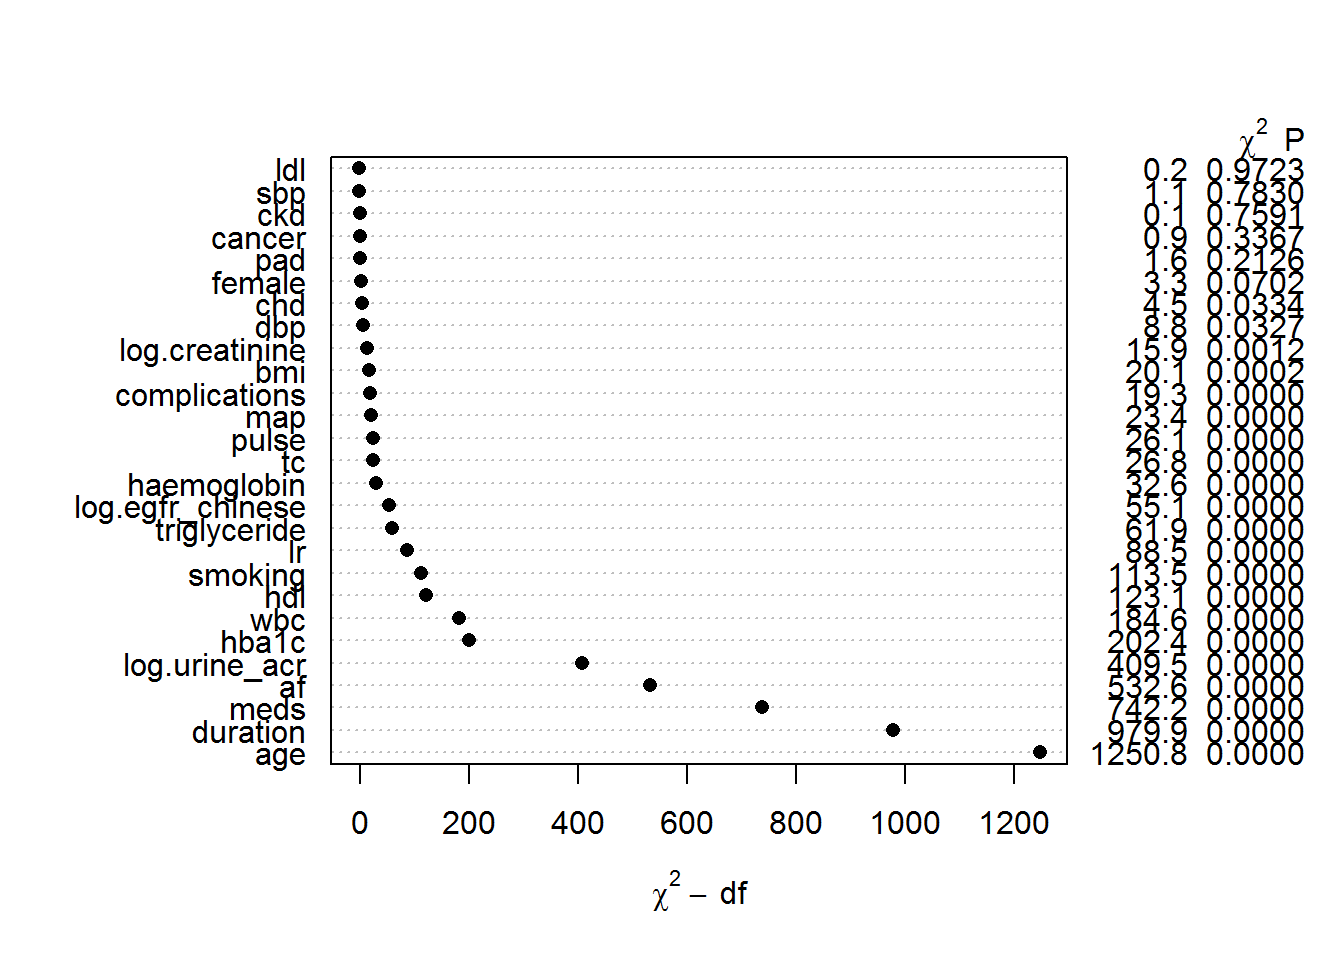 χ2 P
ldl 0.2 0.9723
sbp 1.1 0.7830
ckd 0.1 0.7591
cancer 0.9 0.3367
pad 1.6 0.2126
female 3.3 0.0702
chd 4.5 0.0334
dbp 8.8 0.0327
log.creatinine 15.9 0.0012
bmi 20.1 0.0002
complications 19.3 0.0000
map 23.4 0.0000
pulse 26.1 0.0000
tc 26.8 0.0000
haemoglobin 32.6 0.0000
log.egfr_chinese 55.1 0.0000
triglyceride 61.9 0.0000
lr 88.5 0.0000
smoking 113.5 0.0000
hdl 123.1 0.0000
wbc 184.6 0.0000
hba1c 202.4 0.0000
log.urine_acr 409.5 0.0000
af 532.6 0.0000
meds 742.2 0.0000
duration 979.9 0.0000
age 1250.8 0.0000
0 200 400 600 800 1000 1200
χ2 − df